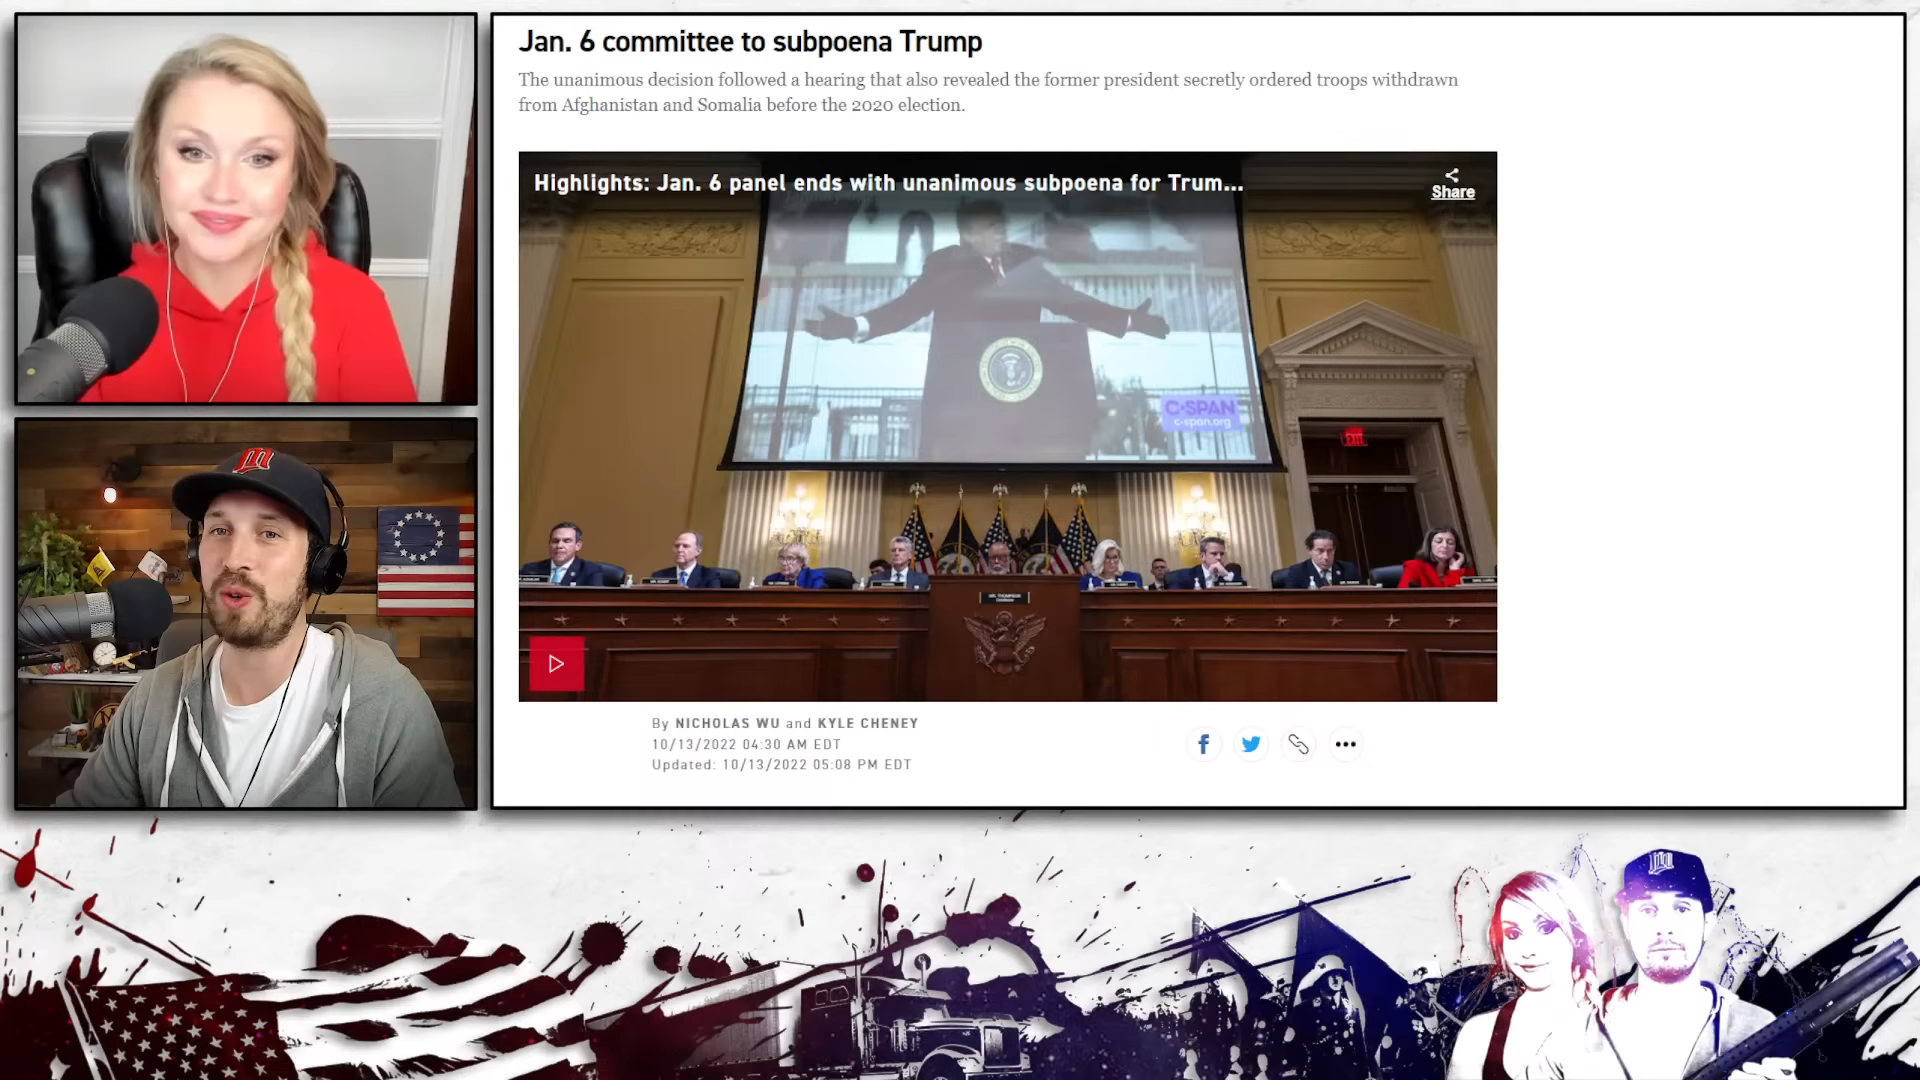 Jan. 6 committee to subpoena Trump
The unanimous decision followed a hearing that also revealed the former president secretly ordered troops withdrawn
from Afghanistan and Somalia before the 2020 election.
Highlights: Jan. 6 panel ends with unanimous subpoena for Trum...
Share
C-SPAN
c-span.org
EXIT
MR. THOMPSON
By NICHOLAS WU and KYLE CHENEY
10/13/2022 04:30 AM EDT
Updated: 10/13/2022 05:08 PM EDT